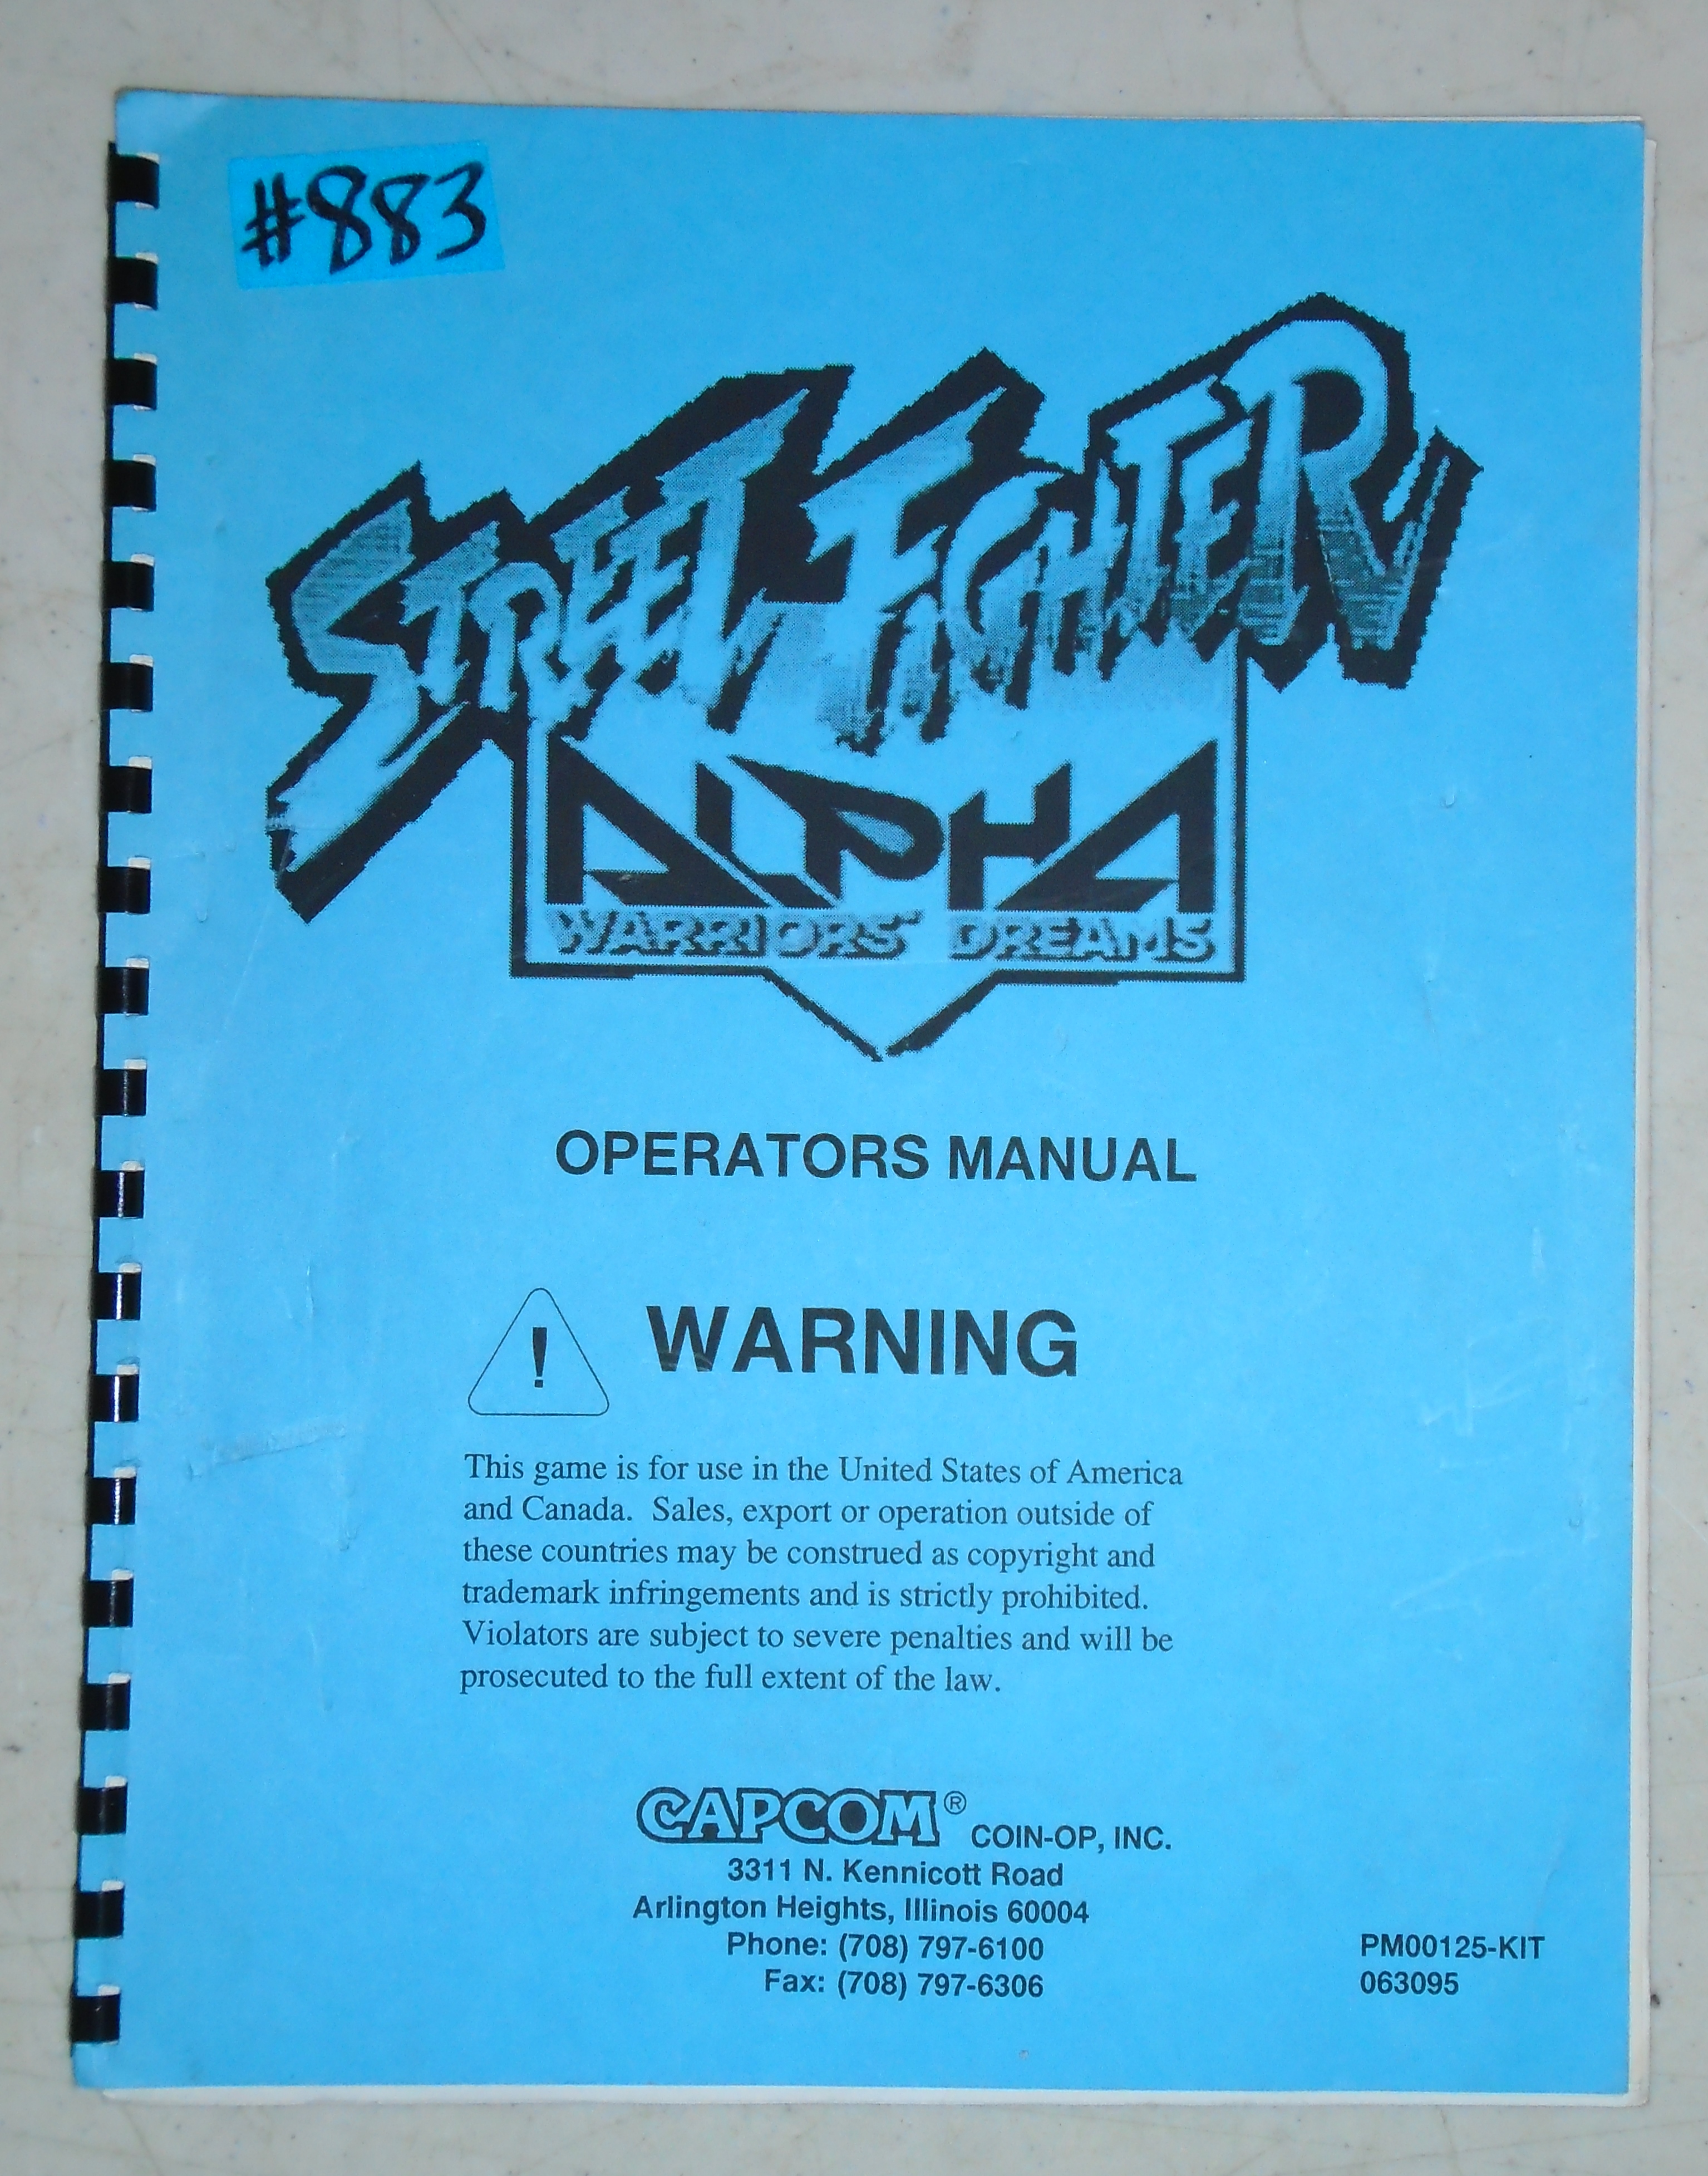 #883
STREET FIGHTER
ALPHA
WARRIORS' DREAMS
OPERATORS MANUAL
! WARNING
This game is for use in the United States of America
and Canada. Sales, export or operation outside of
these countries may be construed as copyright and
trademark infringements and is strictly prohibited.
Violators are subject to severe penalties and will be
prosecuted to the full extent of the law.
CAPCOM® COIN-OP, INC.
3311 N. Kennicott Road
Arlington Heights, Illinois 60004
Phone: (708) 797-6100
Fax: (708) 797-6306
PM00125-KIT
063095